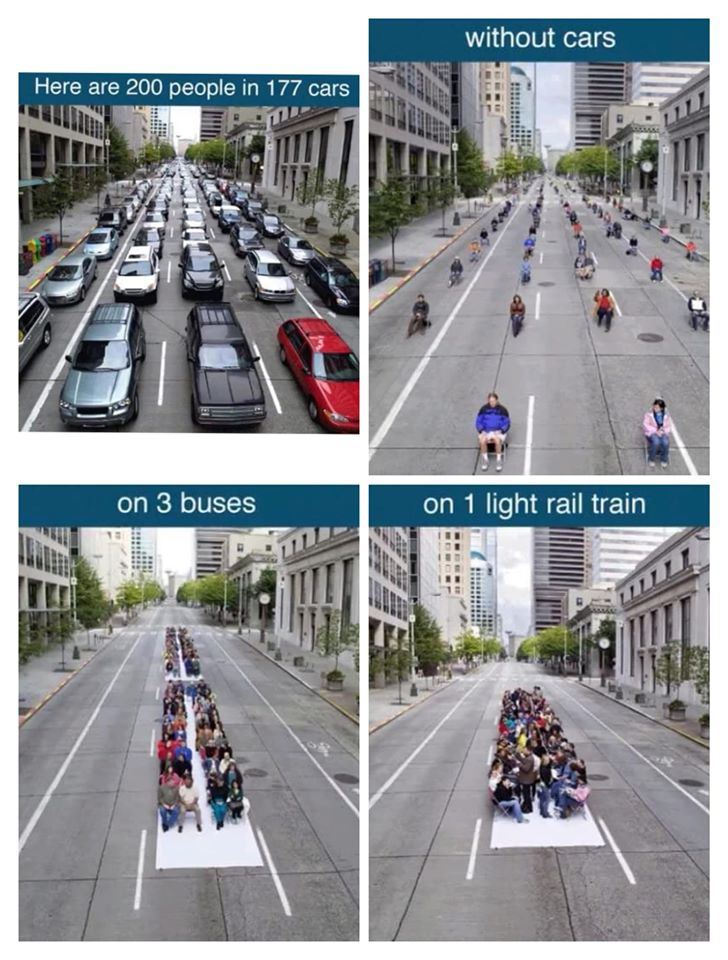 Here are 200 people in 177 cars
without cars
on 3 buses
on 1 light rail train